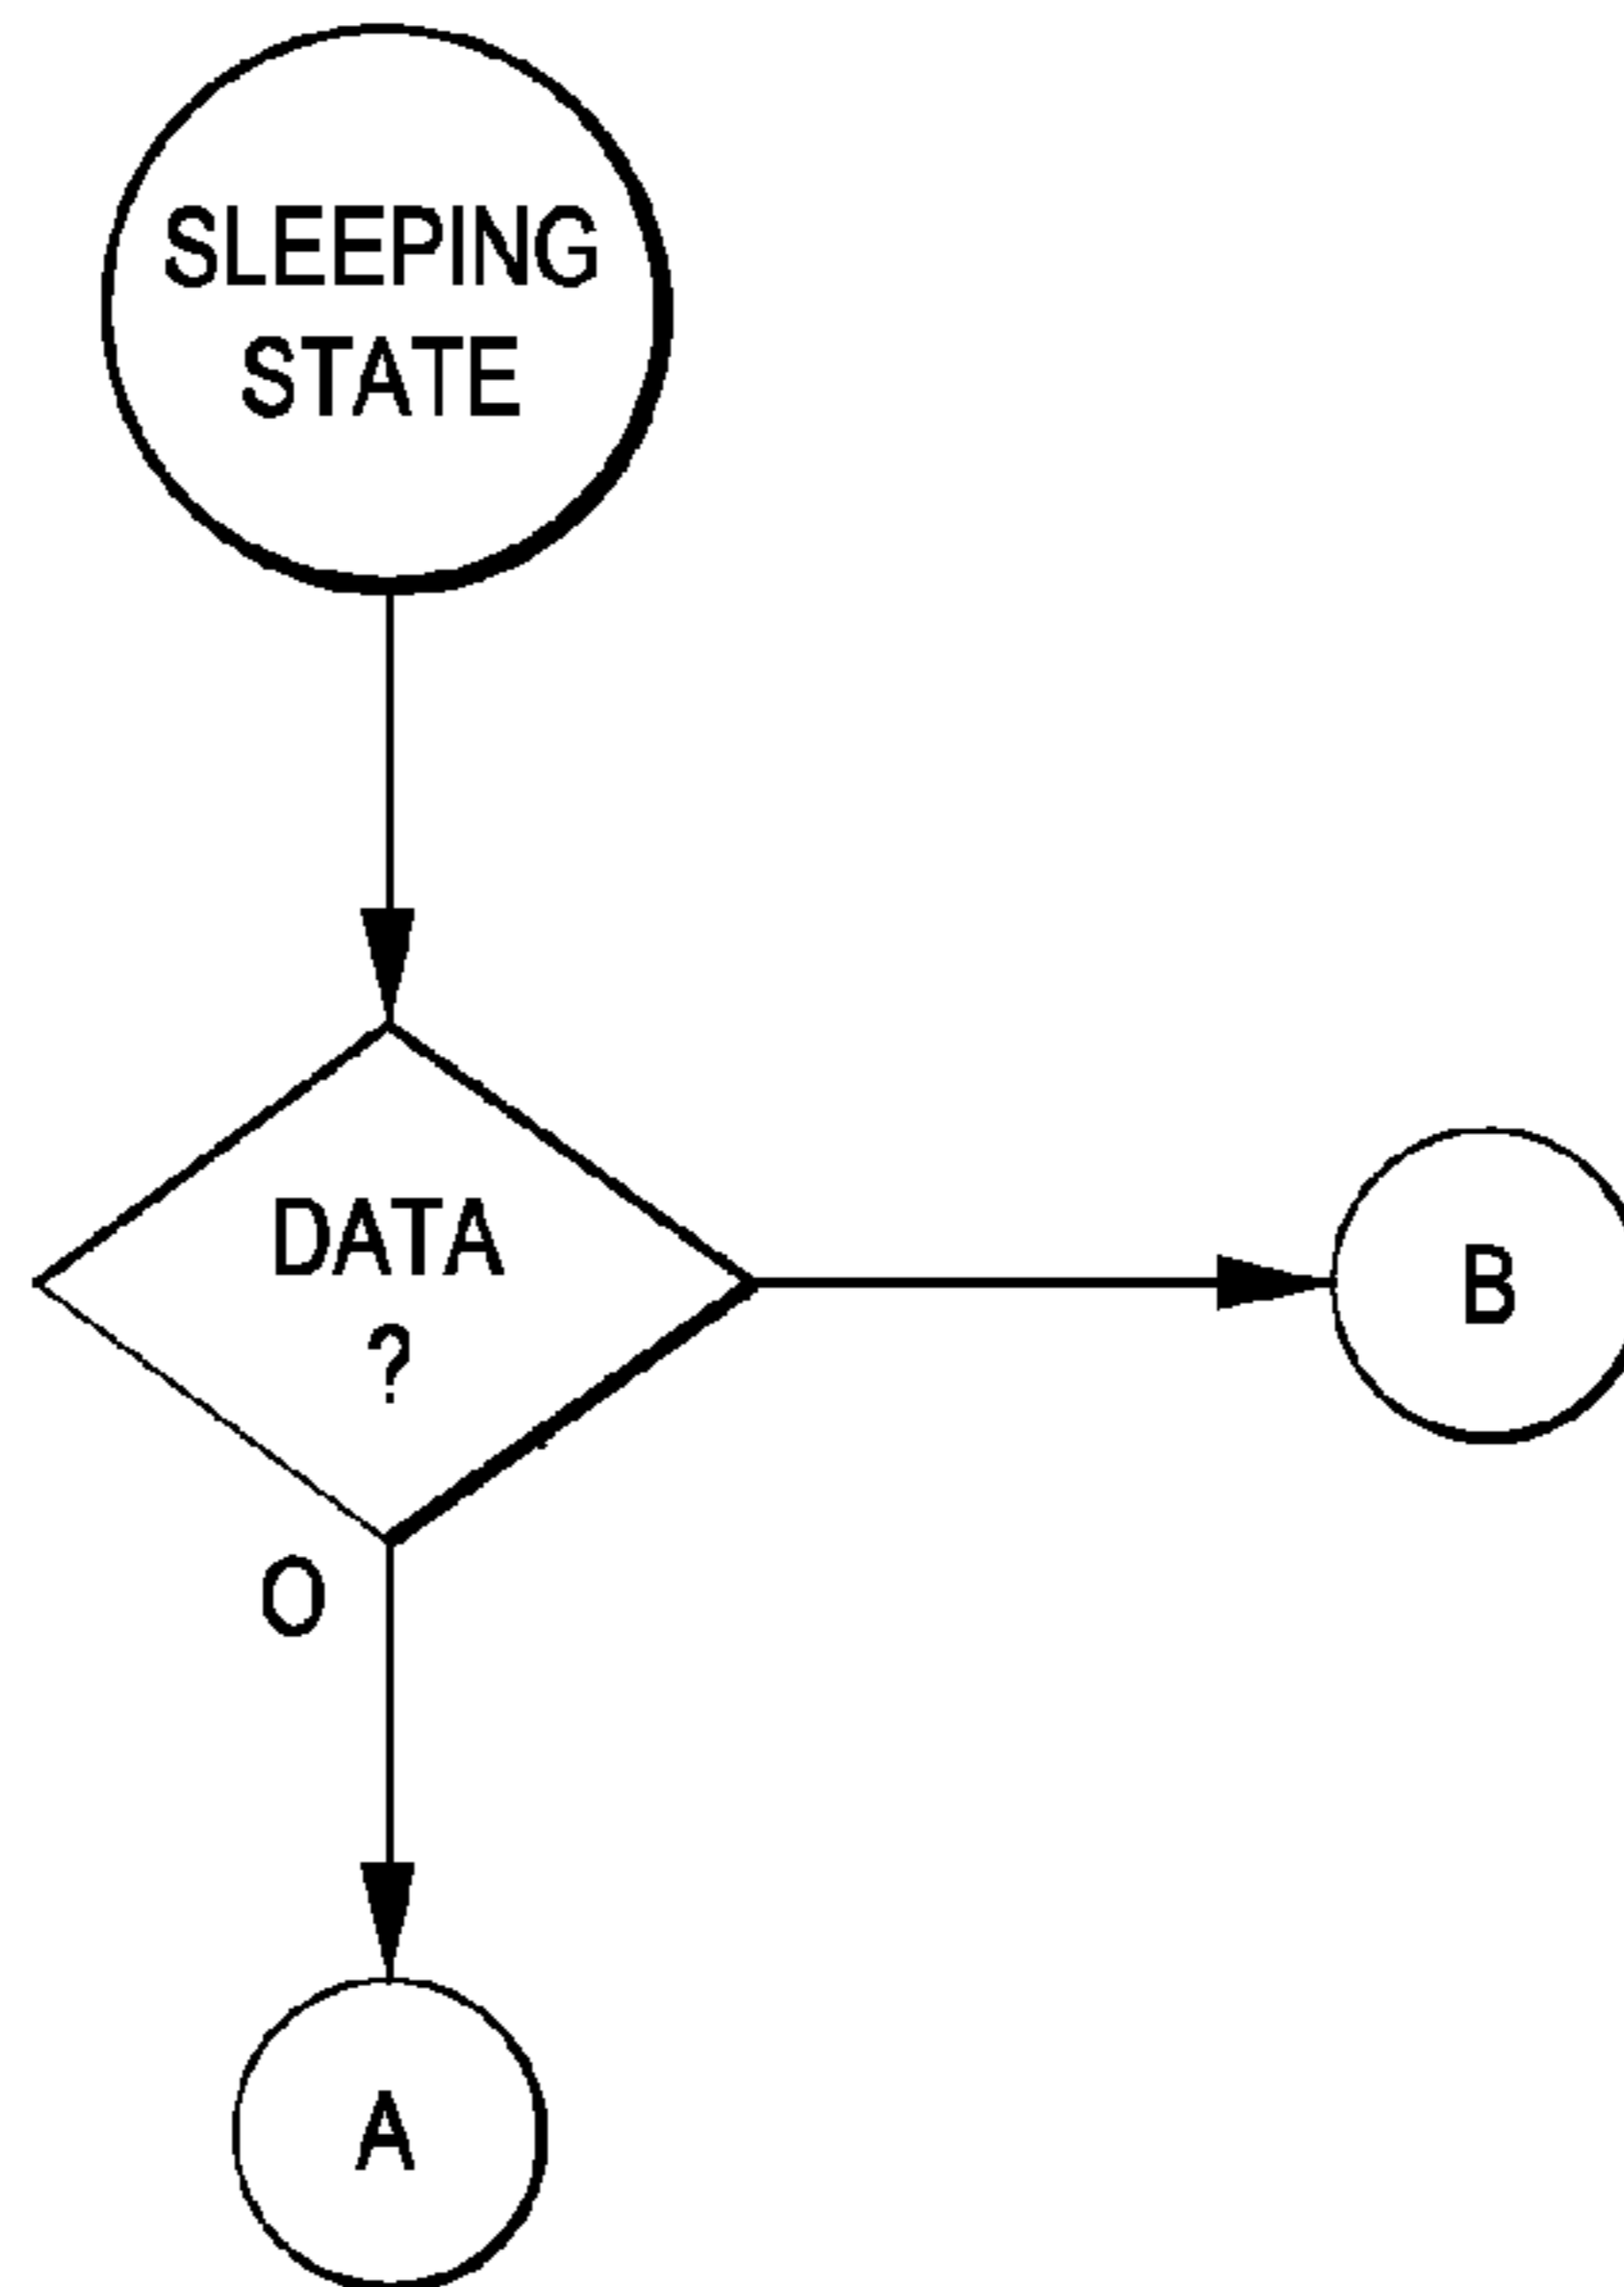 SLEEPING
STATE
DATA
?
B
O
A